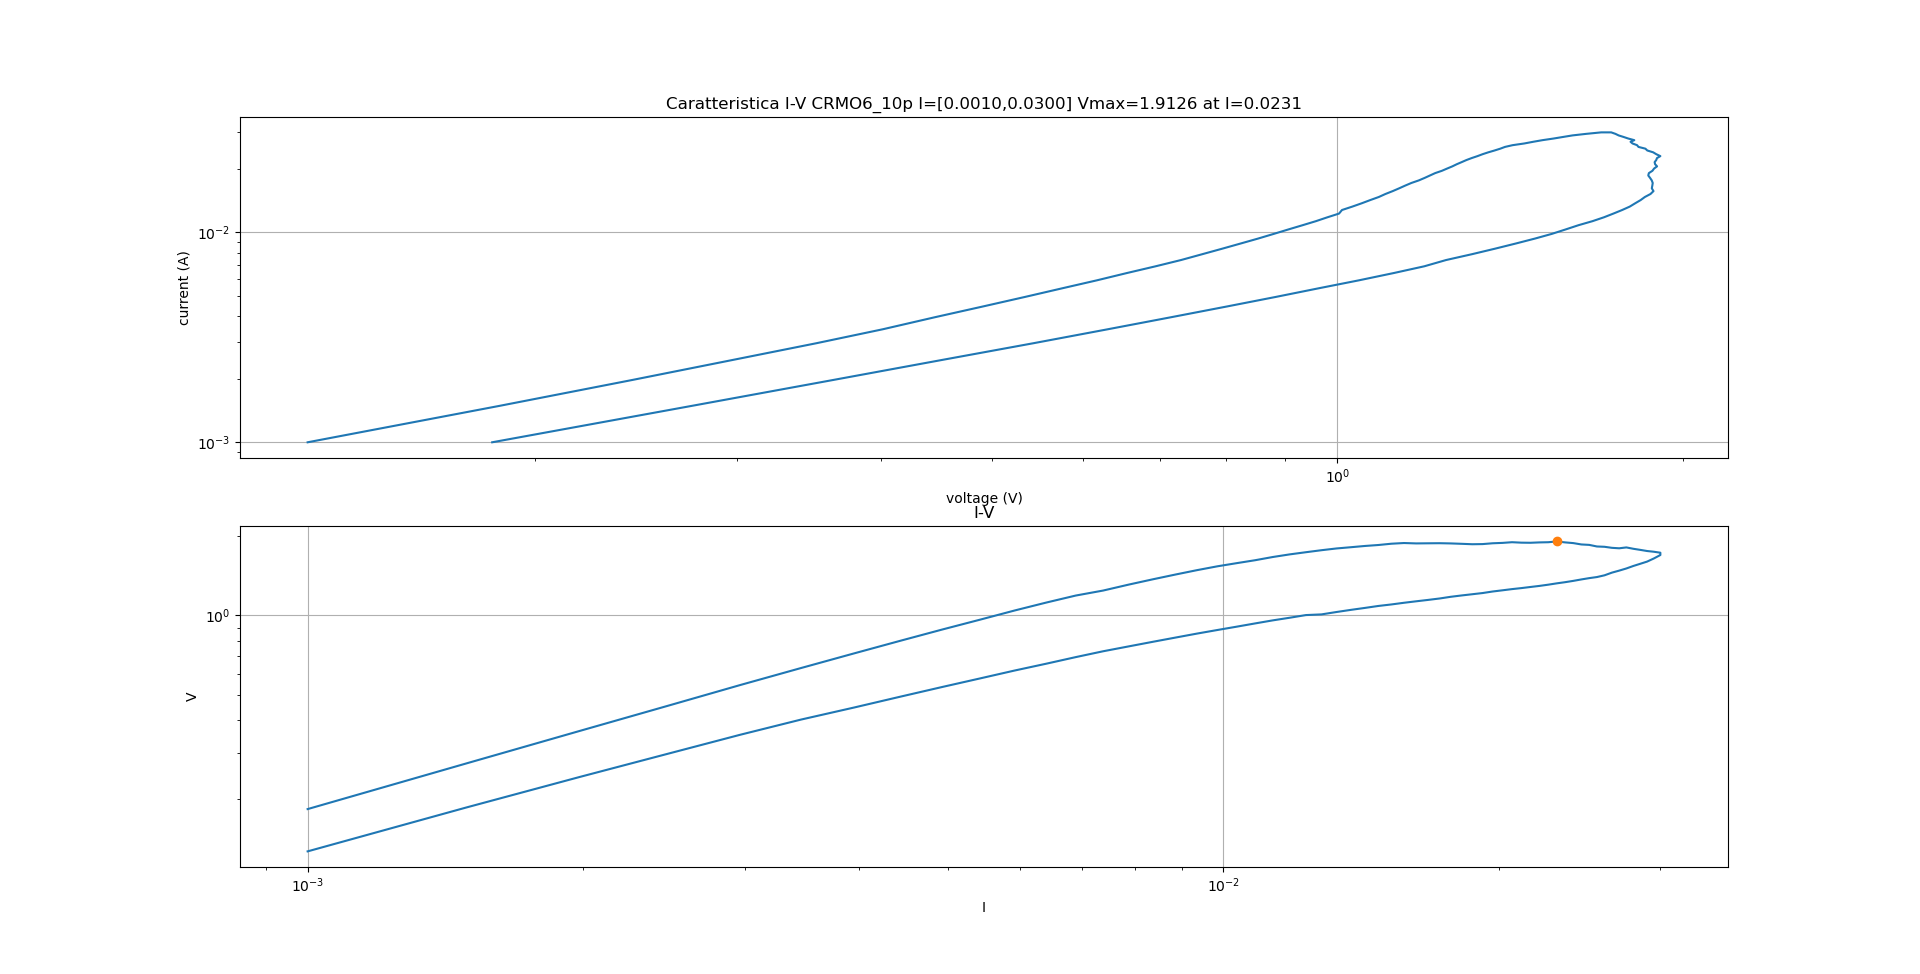 Caratteristica I-V CRMO6_10p I=[0.0010,0.0300] Vmax=1.9126 at I=0.0231
current (A)
10⁻²
10⁻³
10⁰
voltage (V)
I-V
V
10⁰
10⁻³
10⁻²
I